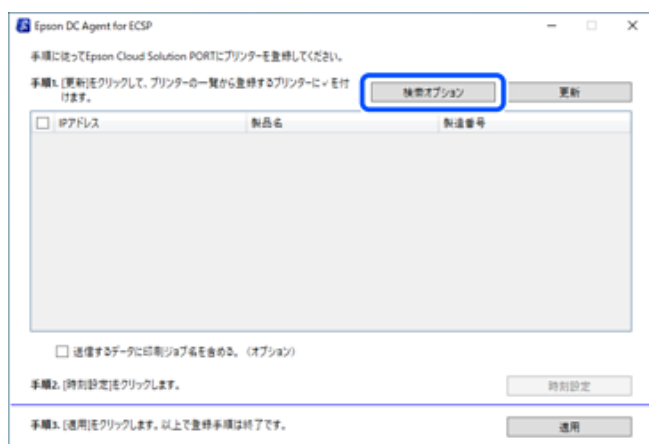 Epson DC Agent for ECSP
手順に従ってEpson Cloud Solution PORTにプリンターを登録してください。
手順1. [更新]をクリックして、プリンターの一覧から登録するプリンターに✓を付
けます。
検索オプション
更新
IPアドレス 製品名 製造番号
送信するデータに印刷ジョブ名を含める。(オプション)
手順2. [時刻設定]をクリックします。
時刻設定
手順3. [適用]をクリックします。以上で登録手順は終了です。
適用